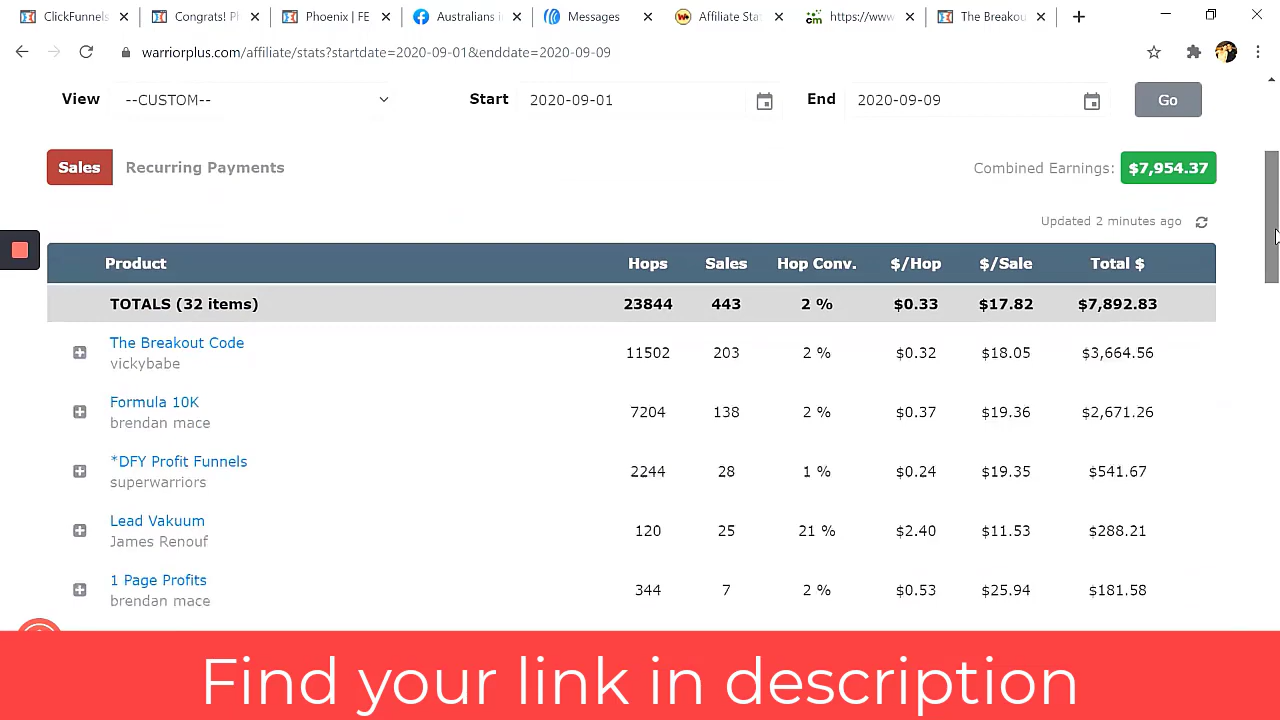 ClickFunnels
Congrats! Pl
Phoenix | FE
Australians i
Messages
Affiliate Sta
https://www
The Breakou
warriorplus.com/affiliate/stats?startdate=2020-09-01&enddate=2020-09-09
View --CUSTOM-- Start 2020-09-01 End 2020-09-09 Go
Sales Recurring Payments Combined Earnings: $7,954.37
Updated 2 minutes ago
Product Hops Sales Hop Conv. $/Hop $/Sale Total $
TOTALS (32 items) 23844 443 2 % $0.33 $17.82 $7,892.83
The Breakout Code 11502 203 2 % $0.32 $18.05 $3,664.56
vickybabe
Formula 10K 7204 138 2 % $0.37 $19.36 $2,671.26
brendan mace
*DFY Profit Funnels 2244 28 1 % $0.24 $19.35 $541.67
superwarriors
Lead Vakuum 120 25 21 % $2.40 $11.53 $288.21
James Renouf
1 Page Profits 344 7 2 % $0.53 $25.94 $181.58
brendan mace
Find your link in description